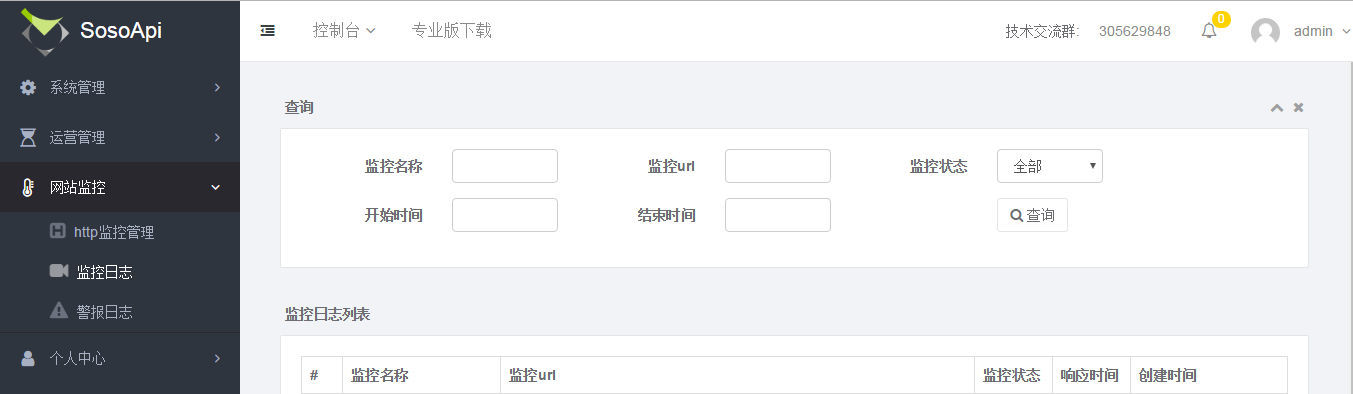 SosoApi
控制台 专业版下载 技术交流群: 305629848 0 admin
系统管理
运营管理
网站监控
http监控管理
监控日志
警报日志
个人中心
查询
监控名称 监控url 监控状态 全部
开始时间 结束时间 查询
监控日志列表
# 监控名称 监控url 监控状态 响应时间 创建时间